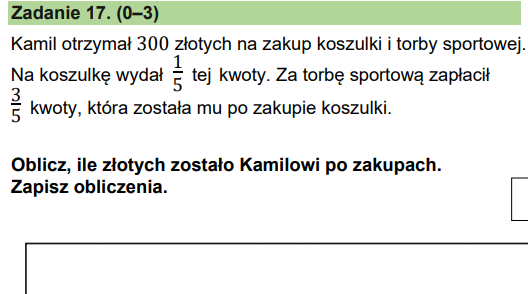 Zadanie 17. (0–3)
Kamil otrzymał 300 złotych na zakup koszulki i torby sportowej.
Na koszulkę wydał 1/5 tej kwoty. Za torbę sportową zapłacił
3/5 kwoty, która została mu po zakupie koszulki.
Oblicz, ile złotych zostało Kamilowi po zakupach.
Zapisz obliczenia.